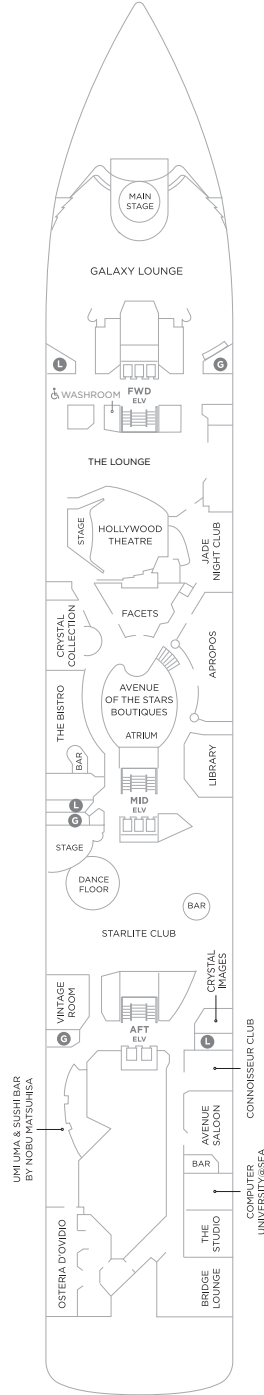 MAIN
STAGE
GALAXY LOUNGE
L
G
WASHROOM
FWD
ELV
THE LOUNGE
STAGE
HOLLYWOOD
THEATRE
JADE
NIGHT CLUB
FACETS
CRYSTAL
COLLECTION
APROPOS
AVENUE
OF THE STARS
BOUTIQUES
ATRIUM
THE BISTRO
BAR
LIBRARY
L
G
MID
ELV
STAGE
DANCE
FLOOR
BAR
STARLITE CLUB
VINTAGE
ROOM
CRYSTAL
IMAGES
G
AFT
ELV
L
CONNOISSEUR CLUB
UMI UMA & SUSHI BAR
BY NOBU MATSUHISA
AVENUE
SALOON
BAR
COMPUTER
UNIVERSITY@SEA
THE
STUDIO
OSTERIA D'OVIDIO
BRIDGE
LOUNGE